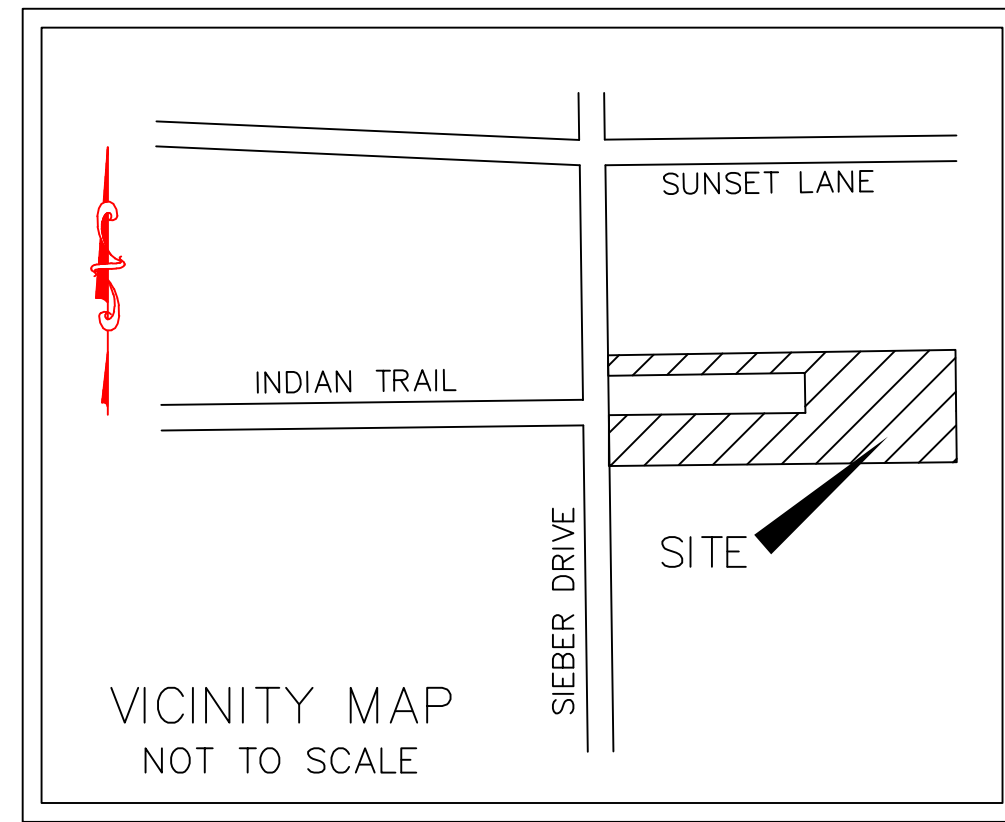 SUNSET LANE
INDIAN TRAIL
SIEBER DRIVE
SITE
VICINITY MAP
NOT TO SCALE